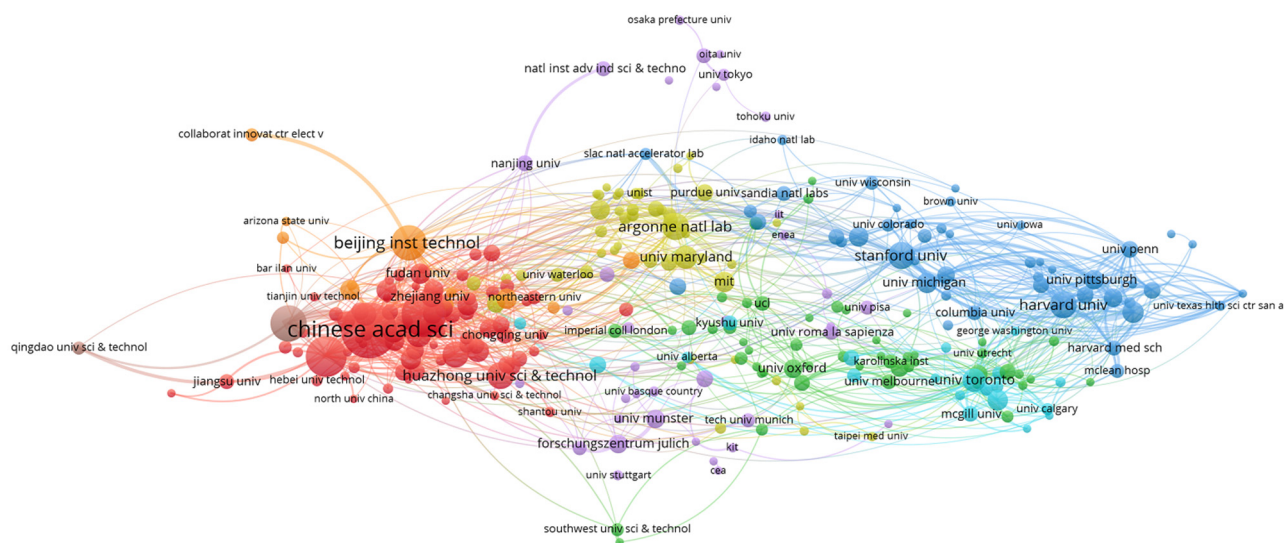 osaka prefecture univ
oita univ
natl inst adv ind sci & techno
univ tokyo
tohoku univ
collaborat innovat ctr elect v
idaho natl lab
slac natl accelerator lab
nanjing univ
univ wisconsin
unist
purdue univ
sandia natl labs
brown univ
lit
arizona state univ
univ colorado
univ iowa
argonne natl lab
enea
beijing inst technol
univ penn
stanford univ
univ maryland
bar ilan univ
fudan univ
univ waterloo
mit
univ michigan
univ pittsburgh
tianjin univ technol
zhejiang univ
northeastern univ
uci
univ pisa
harvard univ
univ texas hlth sci ctr san a
columbia univ
chinese acad sci
imperial coll london
kyushu univ
univ roma la sapienza
george washington univ
chongqing univ
qingdao univ sci & technol
harvard med sch
univ alberta
karolinska inst
univ utrecht
univ oxford
mclean hosp
jiangsu univ
hebei univ technol
huazhong univ sci & technol
univ melbourne
univ toronto
univ basque country
north univ china
changsha univ sci & technol
shantou univ
univ munster
tech univ munich
mcgill univ
univ calgary
taipei med univ
forschungszentrum julich
kit
cea
univ stuttgart
southwest univ sci & technol